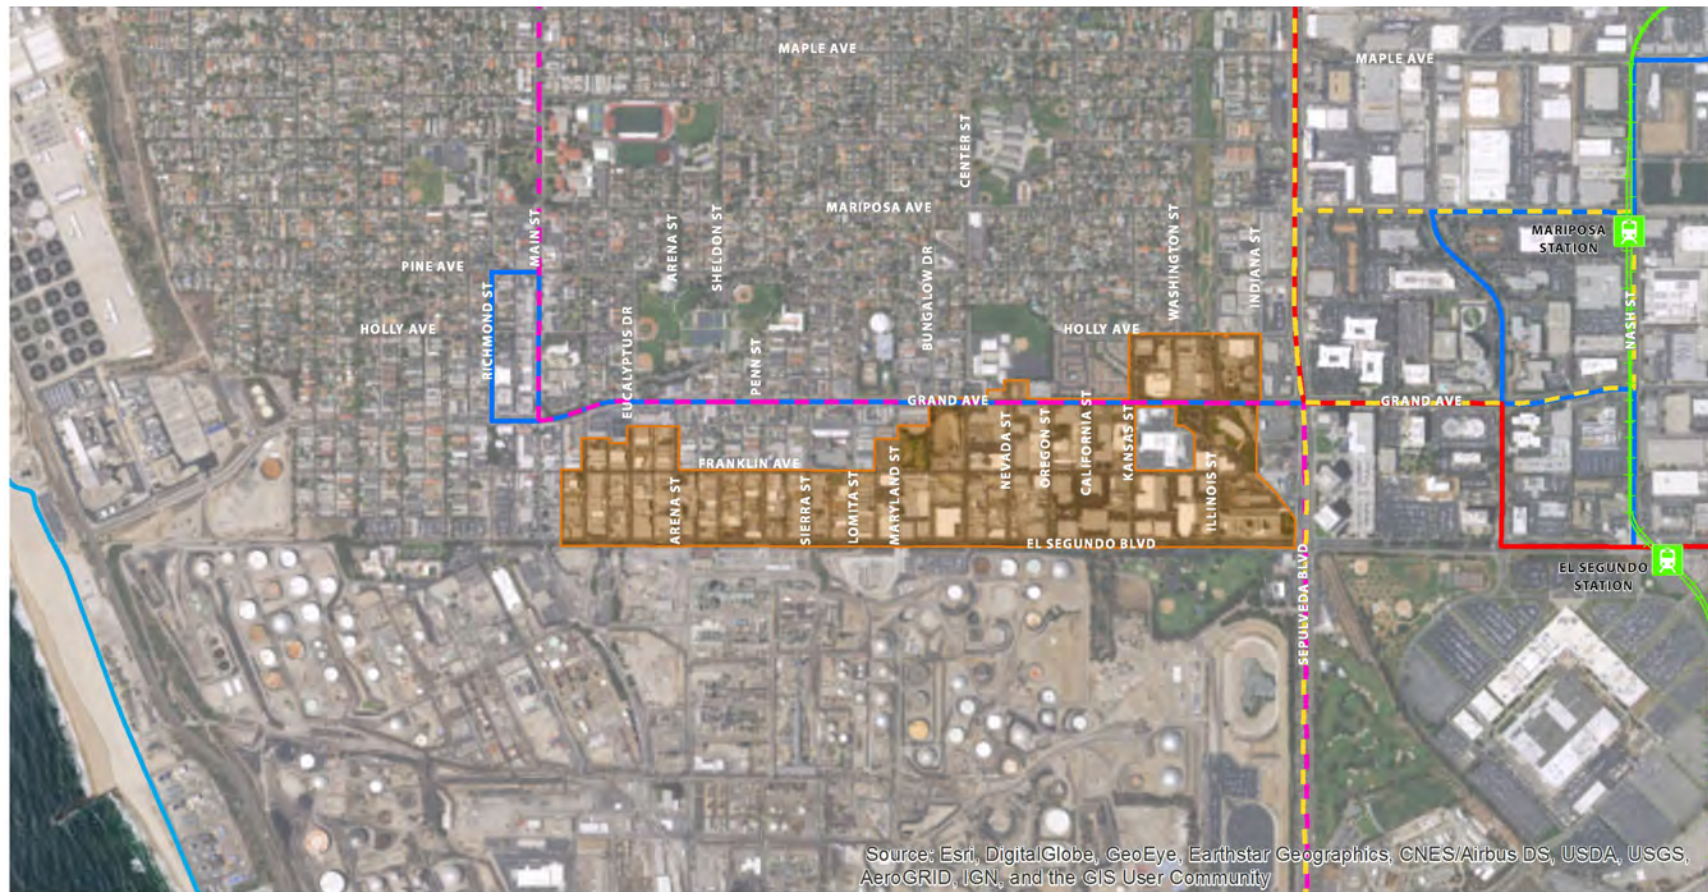 MAPLE AVE
MAPLE AVE
CENTER ST
MARIPOSA AVE
MAIN ST
ARENA ST
SHELDON ST
WASHINGTON ST
INDIANA ST
MARIPOSA
STATION
PINE AVE
BUNGALOW DR
NASH ST
RICHMOND ST
HOLLY AVE
EUCALYPTUS DR
PENN ST
HOLLY AVE
GRAND AVE
GRAND AVE
FRANKLIN AVE
NEVADA ST
OREGON ST
CALIFORNIA ST
KANSAS ST
ARENA ST
SIERRA ST
LOMITA ST
MARYLAND ST
ILLINOIS ST
EL SEGUNDO BLVD
SEPULVEDA BLVD
EL SEGUNDO
STATION
Source: Esri, DigitalGlobe, GeoEye, Earthstar Geographics, CNES/Airbus DS, USDA, USGS,
AeroGRID, IGN, and the GIS User Community